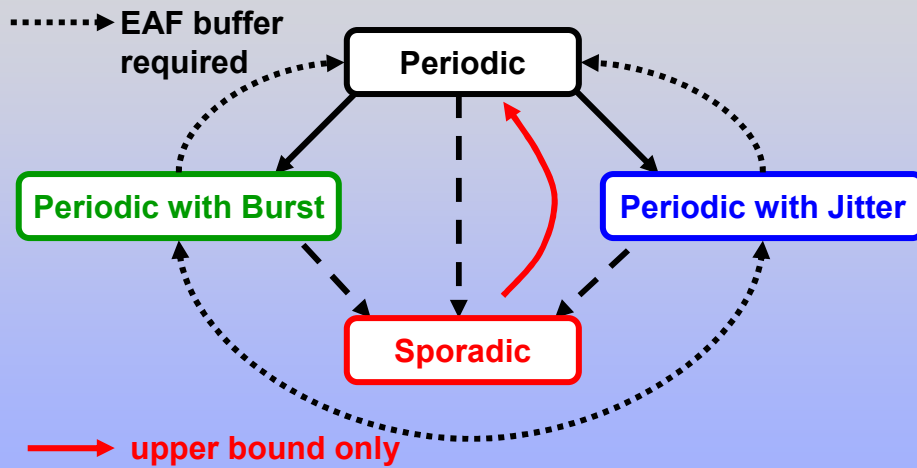 EAF buffer
required
Periodic
Periodic with Burst
Periodic with Jitter
Sporadic
upper bound only